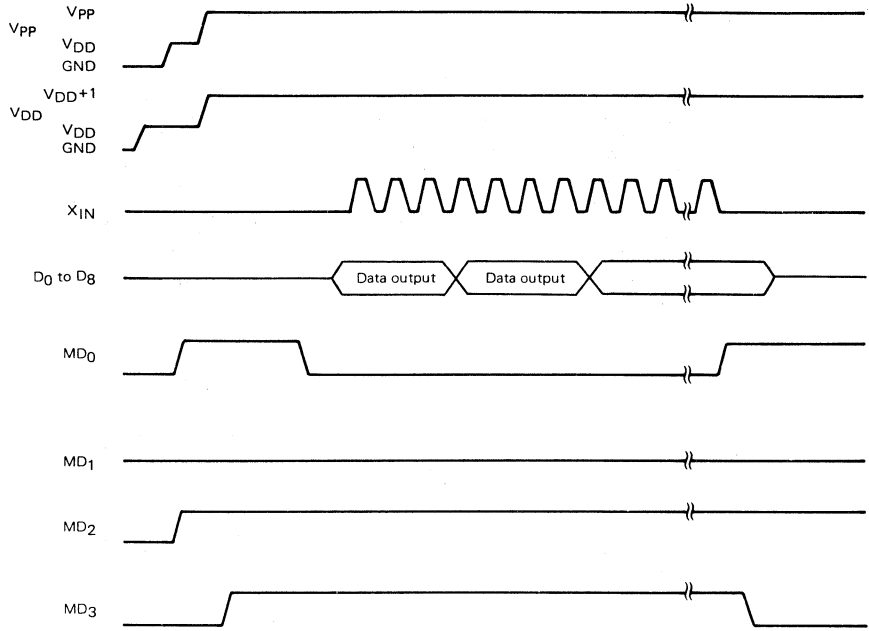 VPP
VPP
VDD
GND
VDD+1
VDD
VDD
GND
XIN
D0 to D8
Data output
Data output
MD0
MD1
MD2
MD3